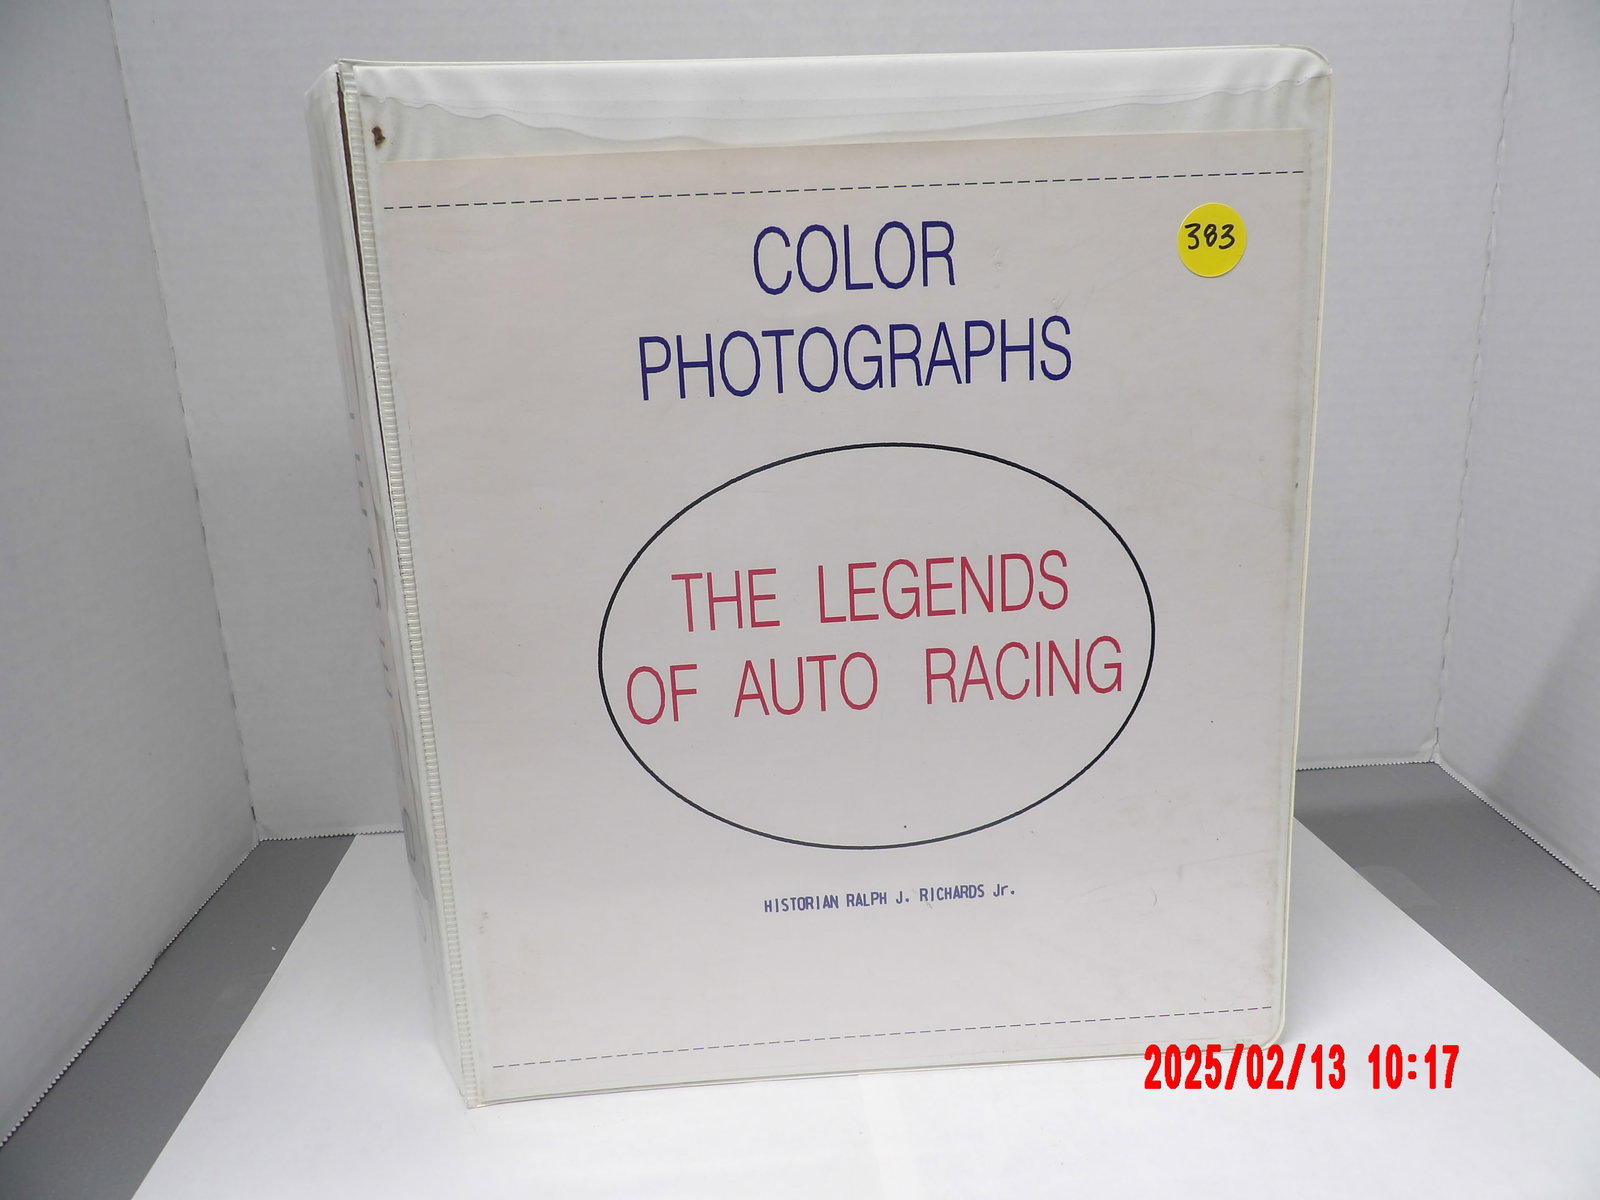 COLOR
PHOTOGRAPHS
383
THE LEGENDS
OF AUTO RACING
HISTORIAN RALPH J. RICHARDS Jr.
2025/02/13 10:17